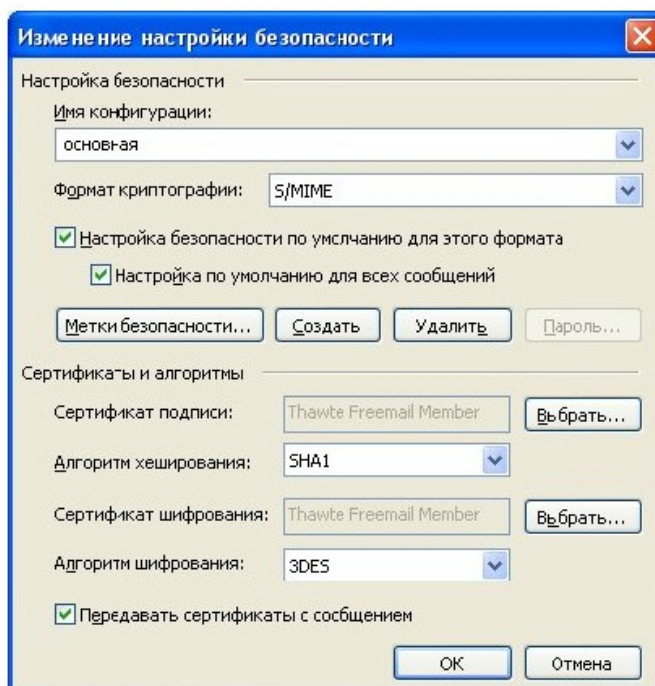 Изменение настройки безопасности
Настройка безопасности
Имя конфигурации:
основная
Формат криптографии: S/MIME
Настройка безопасности по умолчанию для этого формата
Настройка по умолчанию для всех сообщений
Метки безопасности... Создать Удалить Пароль...
Сертификаты и алгоритмы
Сертификат подписи: Thawte Freemail Member Выбрать...
Алгоритм хеширования: SHA1
Сертификат шифрования: Thawte Freemail Member Выбрать...
Алгоритм шифрования: 3DES
Передавать сертификаты с сообщением
ОК Отмена